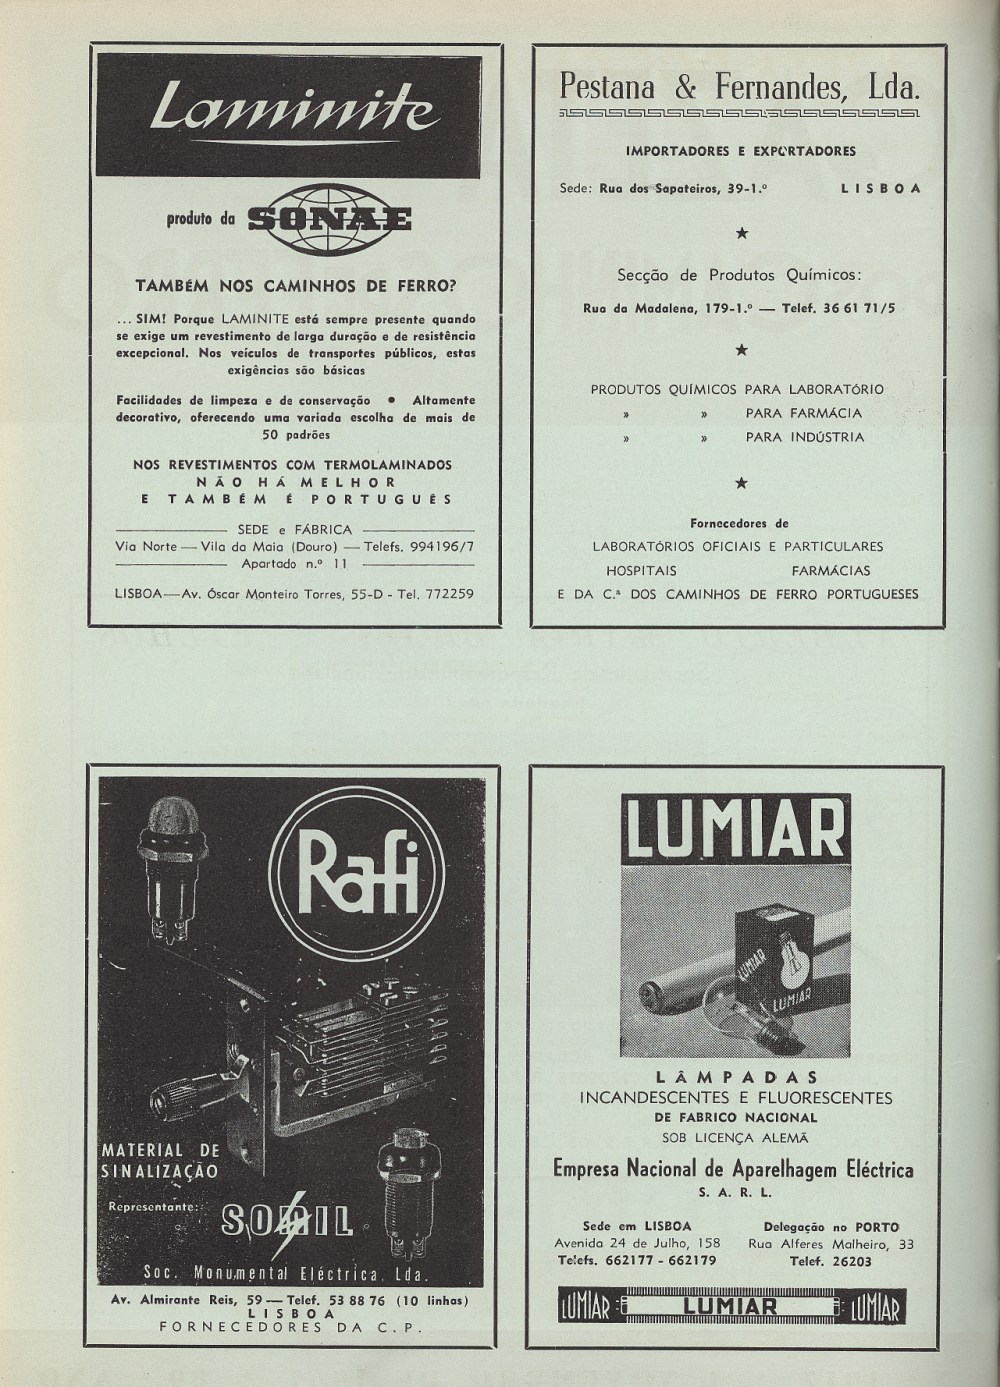 Laminite
produto da SONAE
TAMBÉM NOS CAMINHOS DE FERRO?
... SIM! Porque LAMINITE está sempre presente quando
se exige um revestimento de larga duração e de resistência
excepcional. Nos veículos de transportes públicos, estas
exigências são básicas
Facilidades de limpeza e de conservação ● Altamente
decorativo, oferecendo uma variada escolha de mais de
50 padrões
NOS REVESTIMENTOS COM TERMOLAMINADOS
NÃO HÁ MELHOR
E TAMBÉM É PORTUGUÊS
SEDE e FÁBRICA
Via Norte — Vila da Maia (Douro) — Telefs. 994196/7
Apartado n.º 11
LISBOA—Av. Óscar Monteiro Torres, 55-D - Tel. 772259
Pestana & Fernandes, Lda.
IMPORTADORES E EXPORTADORES
Sede: Rua dos Sapateiros, 39-1.º LISBOA
★
Secção de Produtos Químicos:
Rua da Madalena, 179-1.º — Telef. 36 61 71/5
★
PRODUTOS QUÍMICOS PARA LABORATÓRIO
» » PARA FARMÁCIA
» » PARA INDÚSTRIA
★
Fornecedores de
LABORATÓRIOS OFICIAIS E PARTICULARES
HOSPITAIS FARMÁCIAS
E DA C.ª DOS CAMINHOS DE FERRO PORTUGUESES
Rafi
MATERIAL DE
SINALIZAÇÃO
Representante:
SOMIL
Soc. Monumental Eléctrica, Lda.
Av. Almirante Reis, 59 — Telef. 53 88 76 (10 linhas)
LISBOA
FORNECEDORES DA C.P.
LUMIAR
LUMIAR
LUMIAR
LÂMPADAS
INCANDESCENTES E FLUORESCENTES
DE FABRICO NACIONAL
SOB LICENÇA ALEMÃ
Empresa Nacional de Aparelhagem Eléctrica
S. A. R. L.
Sede em LISBOA Delegação no PORTO
Avenida 24 de Julho, 158 Rua Alferes Malheiro, 33
Telefs. 662177 - 662179 Telef. 26203
LUMIAR LUMIAR LUMIAR